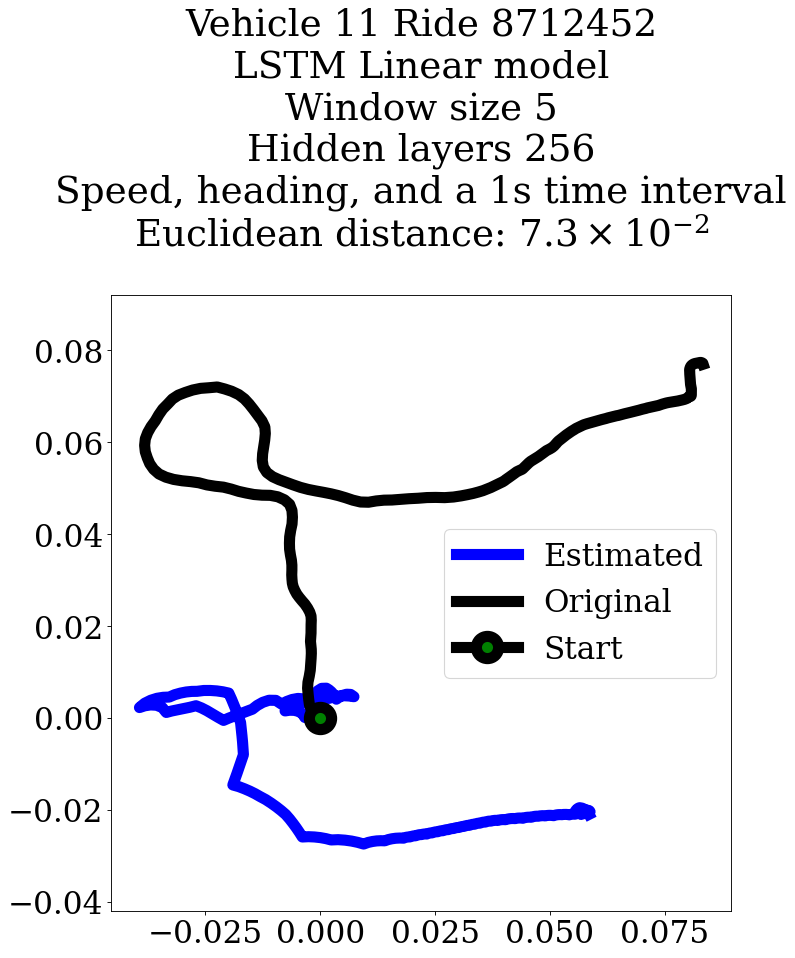 Vehicle 11 Ride 8712452
LSTM Linear model
Window size 5
Hidden layers 256
Speed, heading, and a 1s time interval
Euclidean distance: 7.3 × 10⁻²
0.08
0.06
0.04
0.02
0.00
−0.02
−0.04
Estimated
Original
Start
−0.025 0.000 0.025 0.050 0.075